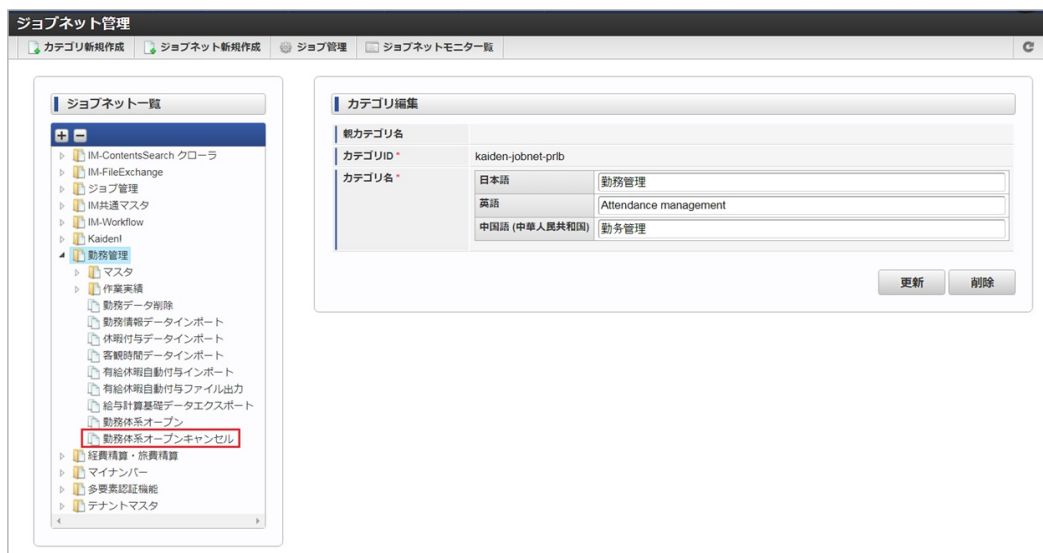 ジョブネット管理
カテゴリ新規作成 ジョブネット新規作成 ジョブ管理 ジョブネットモニター覧
ジョブネット一覧
IM-ContentsSearch クローラ
IM-FileExchange
ジョブ管理
IM共通マスタ
IM-Workflow
Kaiden!
勤務管理
マスタ
作業実績
勤務データ削除
勤務情報データインポート
休暇付与データインポート
客観時間データインポート
有給休暇自動付与インポート
有給休暇自動付与ファイル出力
給与計算基礎データエクスポート
勤務体系オープン
勤務体系オープンキャンセル
経費精算・旅費精算
マイナンバー
多要素認証機能
テナントマスタ
カテゴリ編集
親カテゴリ名
カテゴリID * kaiden-jobnet-prlb
カテゴリ名 * 日本語 勤務管理
英語 Attendance management
中国語 (中華人民共和国) 勤务管理
更新 削除